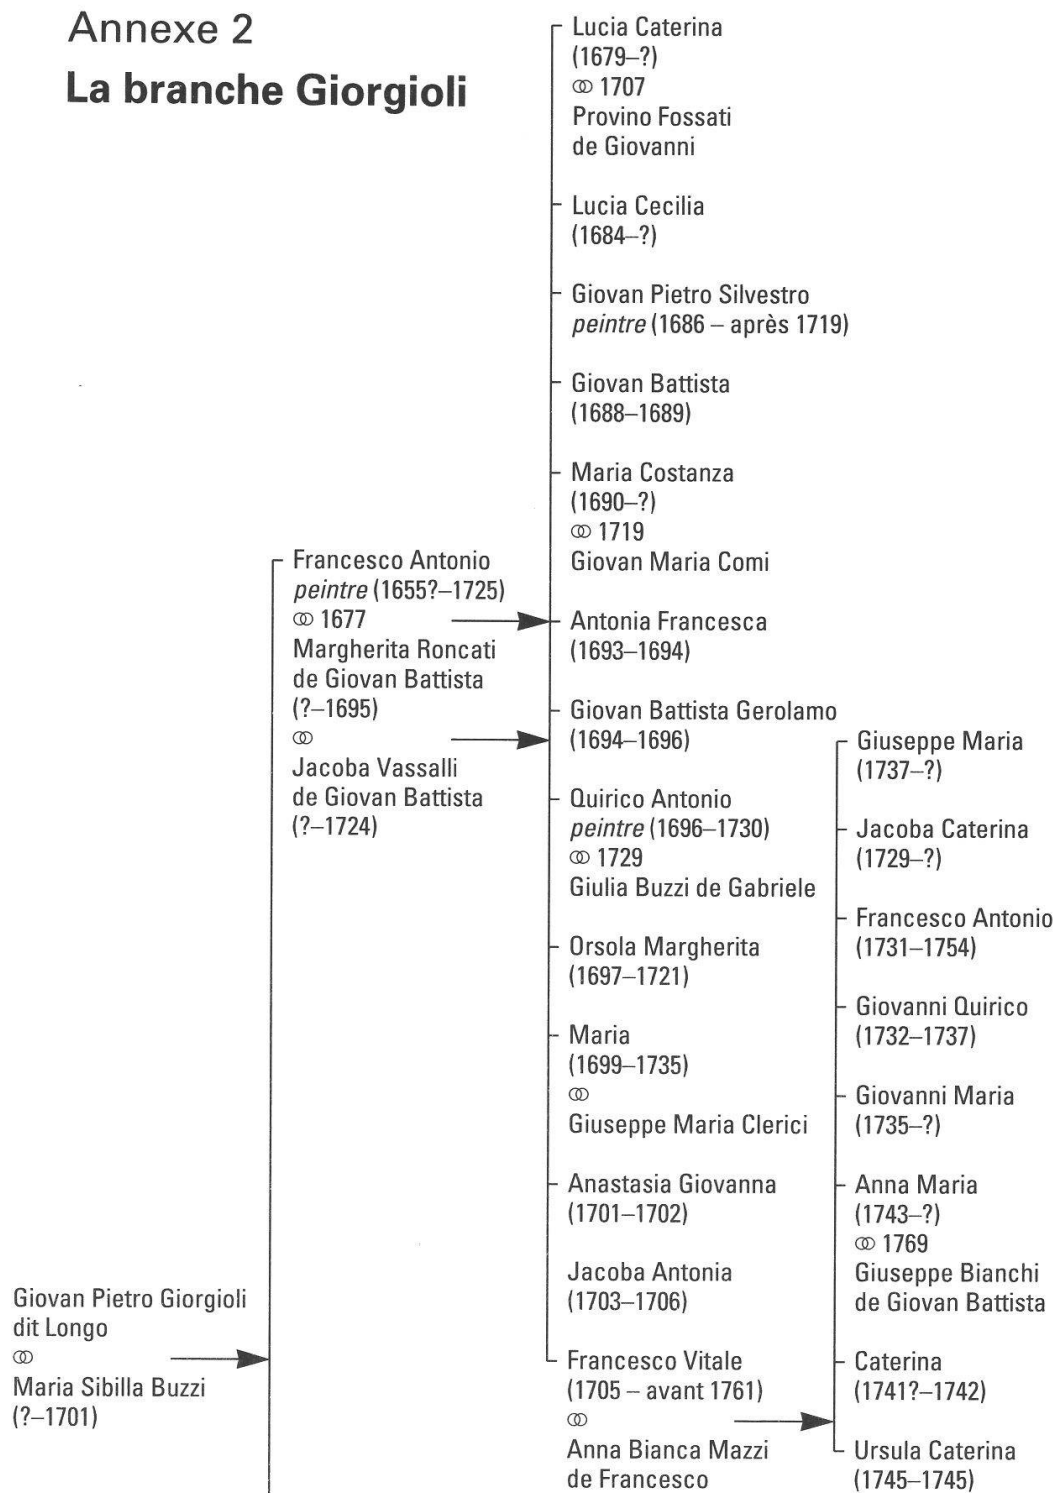 Annexe 2
La branche Giorgioli
Lucia Caterina
(1679–?)
⚭ 1707
Provino Fossati
de Giovanni
Lucia Cecilia
(1684–?)
Giovan Pietro Silvestro
peintre (1686 – après 1719)
Giovan Battista
(1688–1689)
Maria Costanza
(1690–?)
⚭ 1719
Giovan Maria Comi
Francesco Antonio
peintre (1655?–1725)
⚭ 1677
Margherita Roncati
de Giovan Battista
(?–1695)
⚭
Jacoba Vassalli
de Giovan Battista
(?–1724)
Antonia Francesca
(1693–1694)
Giovan Battista Gerolamo
(1694–1696)
Quirico Antonio
peintre (1696–1730)
⚭ 1729
Giulia Buzzi de Gabriele
Orsola Margherita
(1697–1721)
Maria
(1699–1735)
⚭
Giuseppe Maria Clerici
Anastasia Giovanna
(1701–1702)
Jacoba Antonia
(1703–1706)
Francesco Vitale
(1705 – avant 1761)
⚭
Anna Bianca Mazzi
de Francesco
Giuseppe Maria
(1737–?)
Jacoba Caterina
(1729–?)
Francesco Antonio
(1731–1754)
Giovanni Quirico
(1732–1737)
Giovanni Maria
(1735–?)
Anna Maria
(1743–?)
⚭ 1769
Giuseppe Bianchi
de Giovan Battista
Caterina
(1741?–1742)
Ursula Caterina
(1745–1745)
Giovan Pietro Giorgioli
dit Longo
⚭
Maria Sibilla Buzzi
(?–1701)